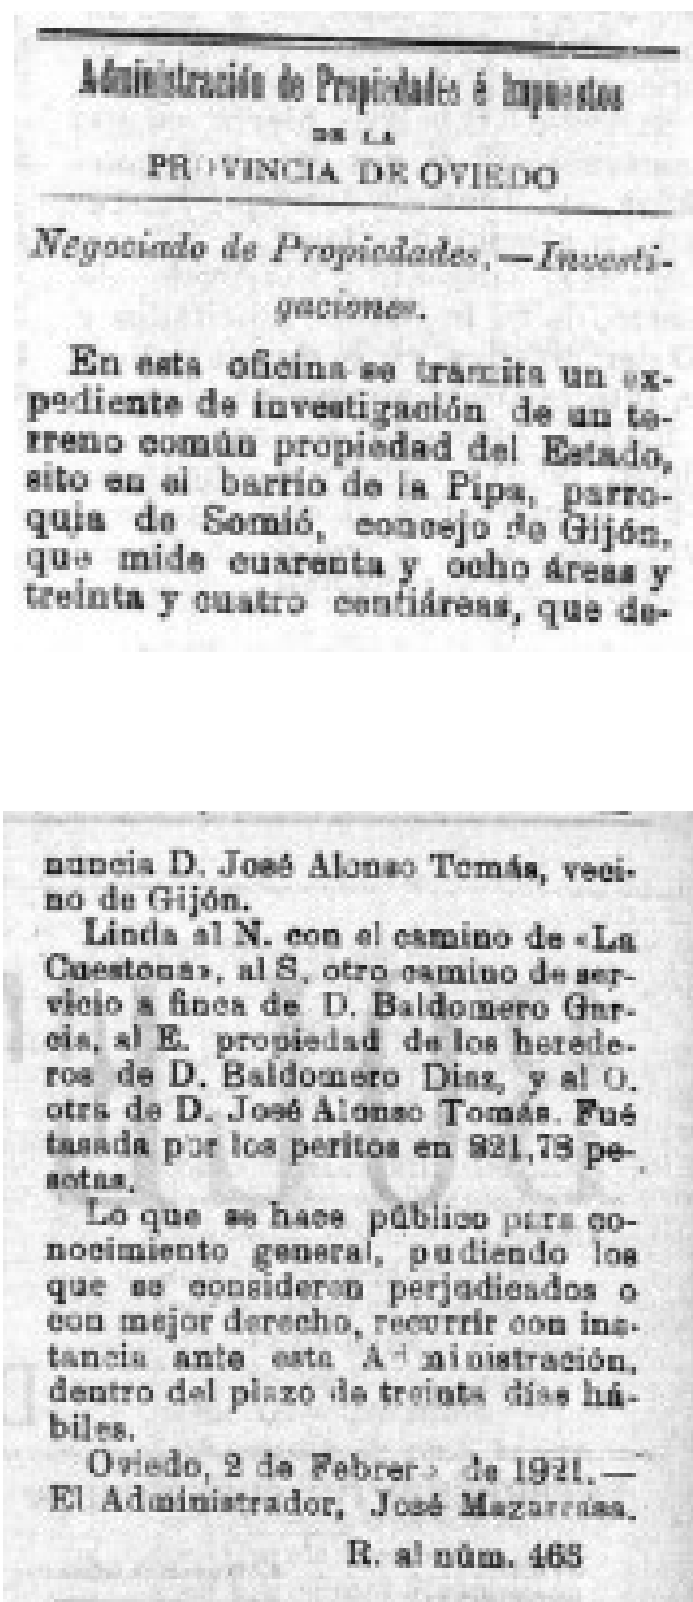 Administración de Propiedades é Impuestos
DE LA
PROVINCIA DE OVIEDO
Negociado de Propiedades.—Investi-
gaciones.
En esta oficina se tramita un ex-
pediente de investigación de un te-
rreno común propiedad del Estado,
sito en el barrio de la Pipa, parro-
quia de Somió, concejo de Gijón,
que mide cuarenta y ocho áreas y
treinta y cuatro centiáreas, que de-
nuncia D. José Alonso Tomás, veci-
no de Gijón.
Linda al N. con el camino de «La
Cuestona», al S. otro camino de ser-
vicio a finca de D. Baldomero Gar-
cía, al E. propiedad de los herede-
ros de D. Baldomero Diaz, y al O.
otra de D. José Alonso Tomás. Fué
tasada por los peritos en 821,78 pe-
setas.
Lo que se hace público para co-
nocimiento general, pudiendo los
que se consideren perjudicados o
con mejor derecho, recurrir con ins-
tancia ante esta Administración,
dentro del plazo de treinta días há-
biles.
Oviedo, 2 de Febrero de 1921.—
El Administrador, José Mazarrasa.
R. al núm. 463